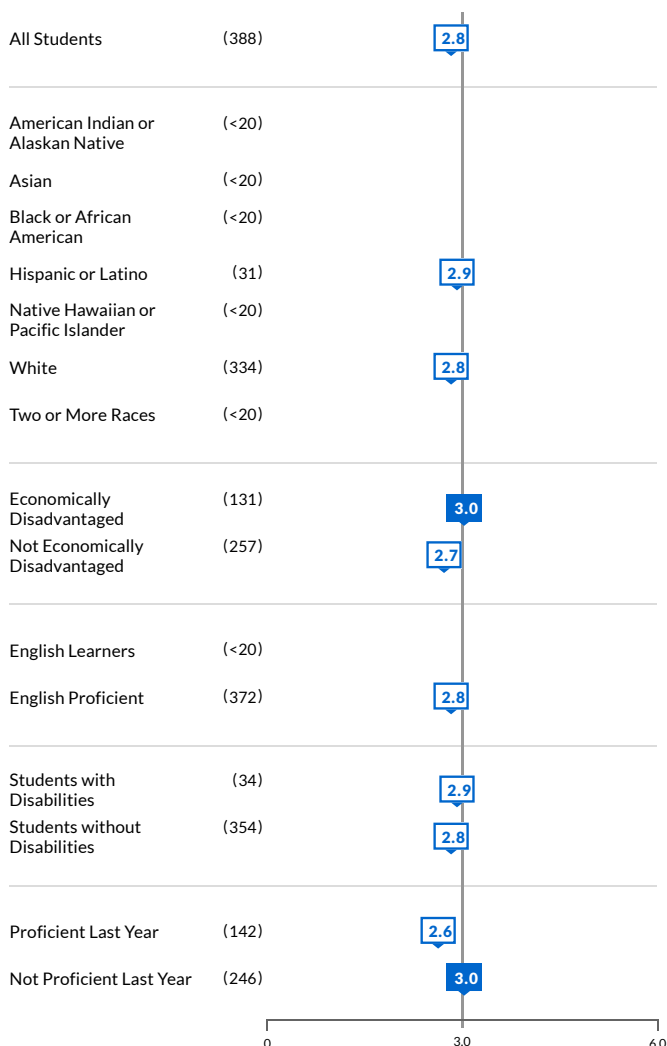 All Students (388) 2.8
American Indian or (<20)
Alaskan Native
Asian (<20)
Black or African (<20)
American
Hispanic or Latino (31) 2.9
Native Hawaiian or (<20)
Pacific Islander
White (334) 2.8
Two or More Races (<20)
Economically (131) 3.0
Disadvantaged
Not Economically (257) 2.7
Disadvantaged
English Learners (<20)
English Proficient (372) 2.8
Students with (34) 2.9
Disabilities
Students without (354) 2.8
Disabilities
Proficient Last Year (142) 2.6
Not Proficient Last Year (246) 3.0
0 3.0 6.0